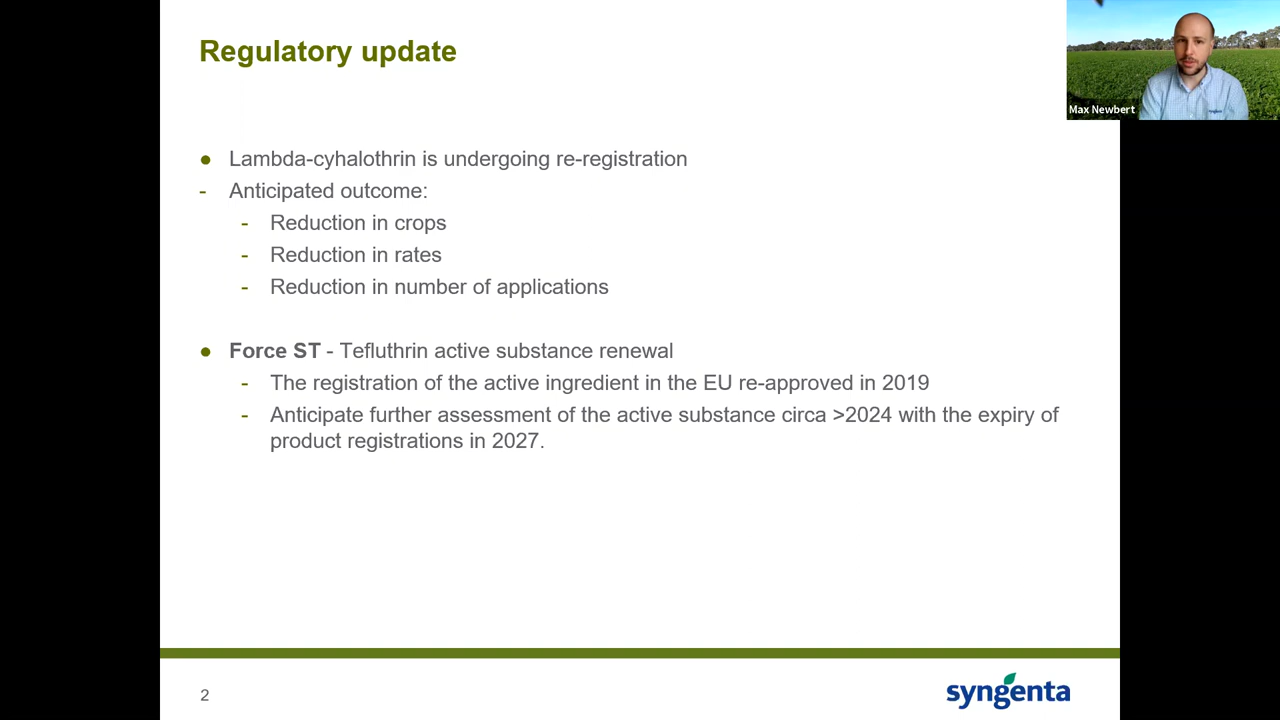 Regulatory update
Max Newbert
syngenta
● Lambda-cyhalothrin is undergoing re-registration
- Anticipated outcome:
- Reduction in crops
- Reduction in rates
- Reduction in number of applications
● Force ST - Tefluthrin active substance renewal
- The registration of the active ingredient in the EU re-approved in 2019
- Anticipate further assessment of the active substance circa >2024 with the expiry of
product registrations in 2027.
2
syngenta